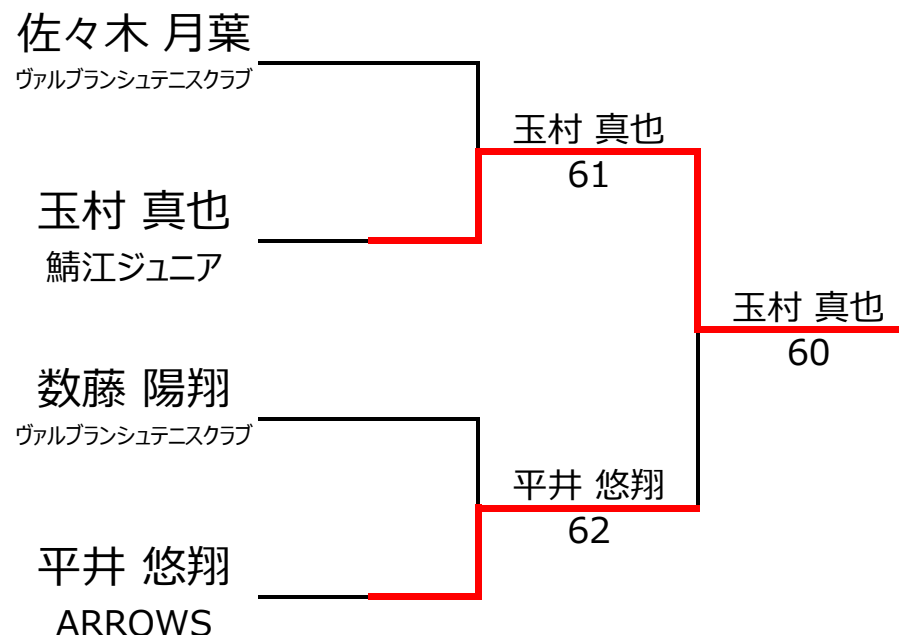 佐々木 月葉
ヴァルブランシュテニスクラブ
玉村 真也
61
玉村 真也
鯖江ジュニア
玉村 真也
60
数藤 陽翔
ヴァルブランシュテニスクラブ
平井 悠翔
62
平井 悠翔
ARROWS